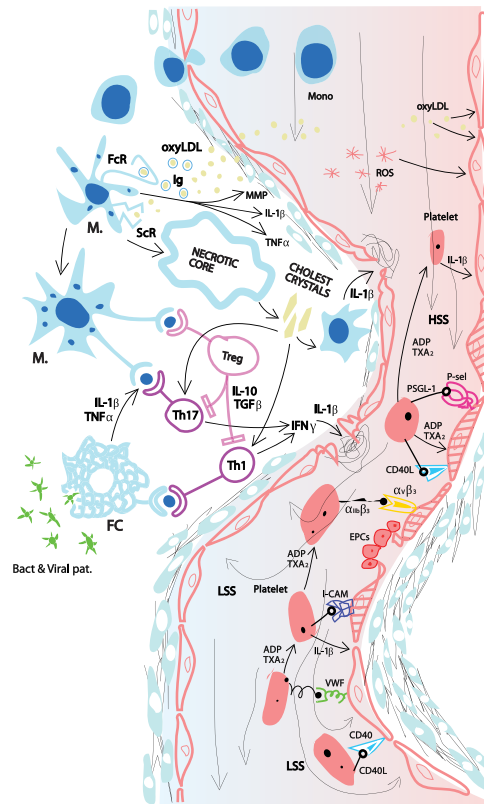 Mono
oxyLDL
FcR
oxyLDL
Ig
ROS
MMP
IL-1β
TNFα
M.
ScR
Platelet
NECROTIC
CORE
CHOLEST
CRYSTALS
IL-1β
IL-1β
HSS
M.
Treg
ADP
TXA₂
P-sel
PSGL-1
IL-10
TGFβ
IL-1β
TNFα
Th17
IL-1β
IFNγ
ADP
TXA₂
Th1
CD40L
αᵥβ₃
αIIbβ₃
FC
EPCs
Bact & Viral pat.
ADP
TXA₂
LSS
Platelet
I-CAM
ADP
TXA₂
IL-1β
VWF
CD40
LSS
CD40L